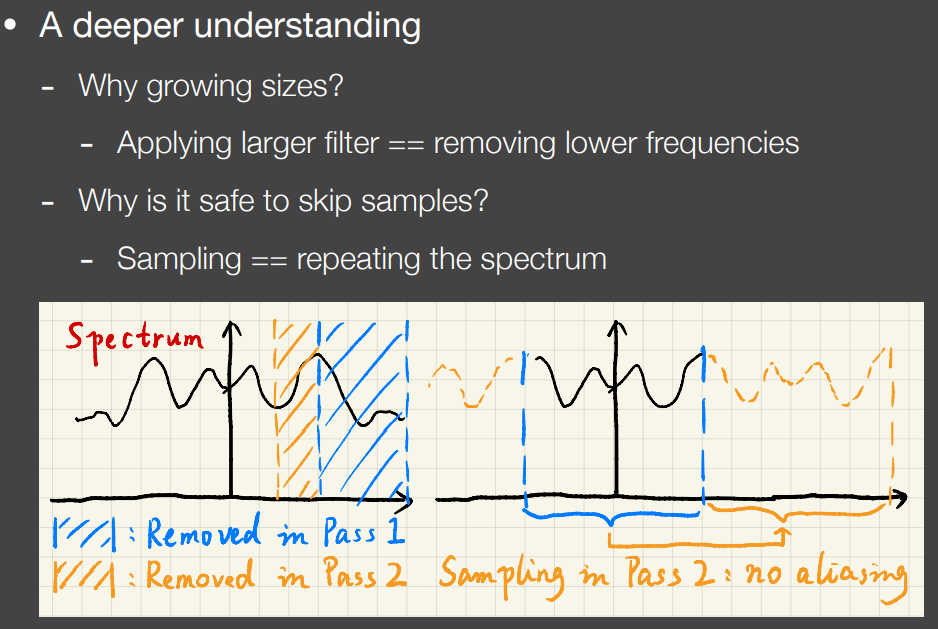 • A deeper understanding
- Why growing sizes?
- Applying larger filter == removing lower frequencies
- Why is it safe to skip samples?
- Sampling == repeating the spectrum
Spectrum
: Removed in Pass 1
: Removed in Pass 2
Sampling in Pass 2: no aliasing